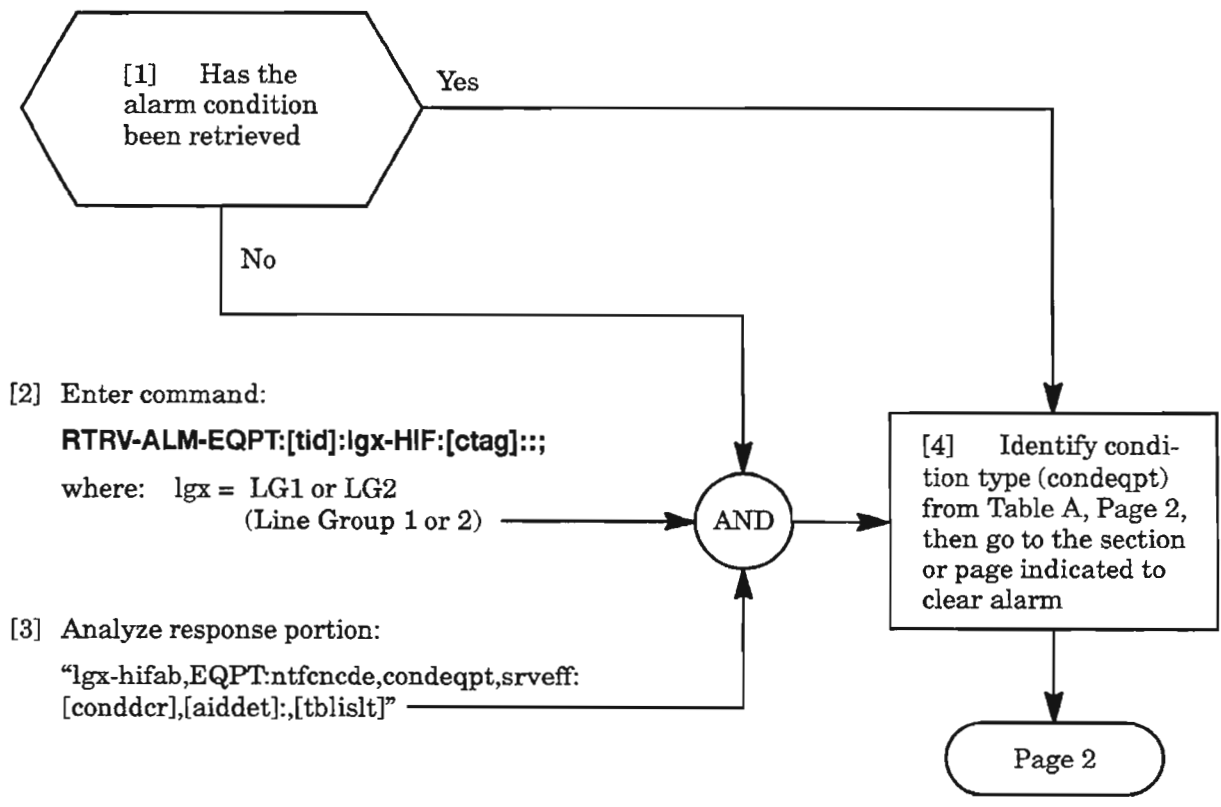 [1] Has the
alarm condition
been retrieved
Yes
No
[2] Enter command:
RTRV-ALM-EQPT:[tid]:lgx-HIF:[ctag]::;
where: lgx = LG1 or LG2
(Line Group 1 or 2)
AND
[3] Analyze response portion:
“lgx-hifab,EQPT:ntfcncde,condeqpt,srveff:
[conddcr],[aiddet]:,[tblislt]”
[4] Identify condi-
tion type (condeqpt)
from Table A, Page 2,
then go to the section
or page indicated to
clear alarm
Page 2